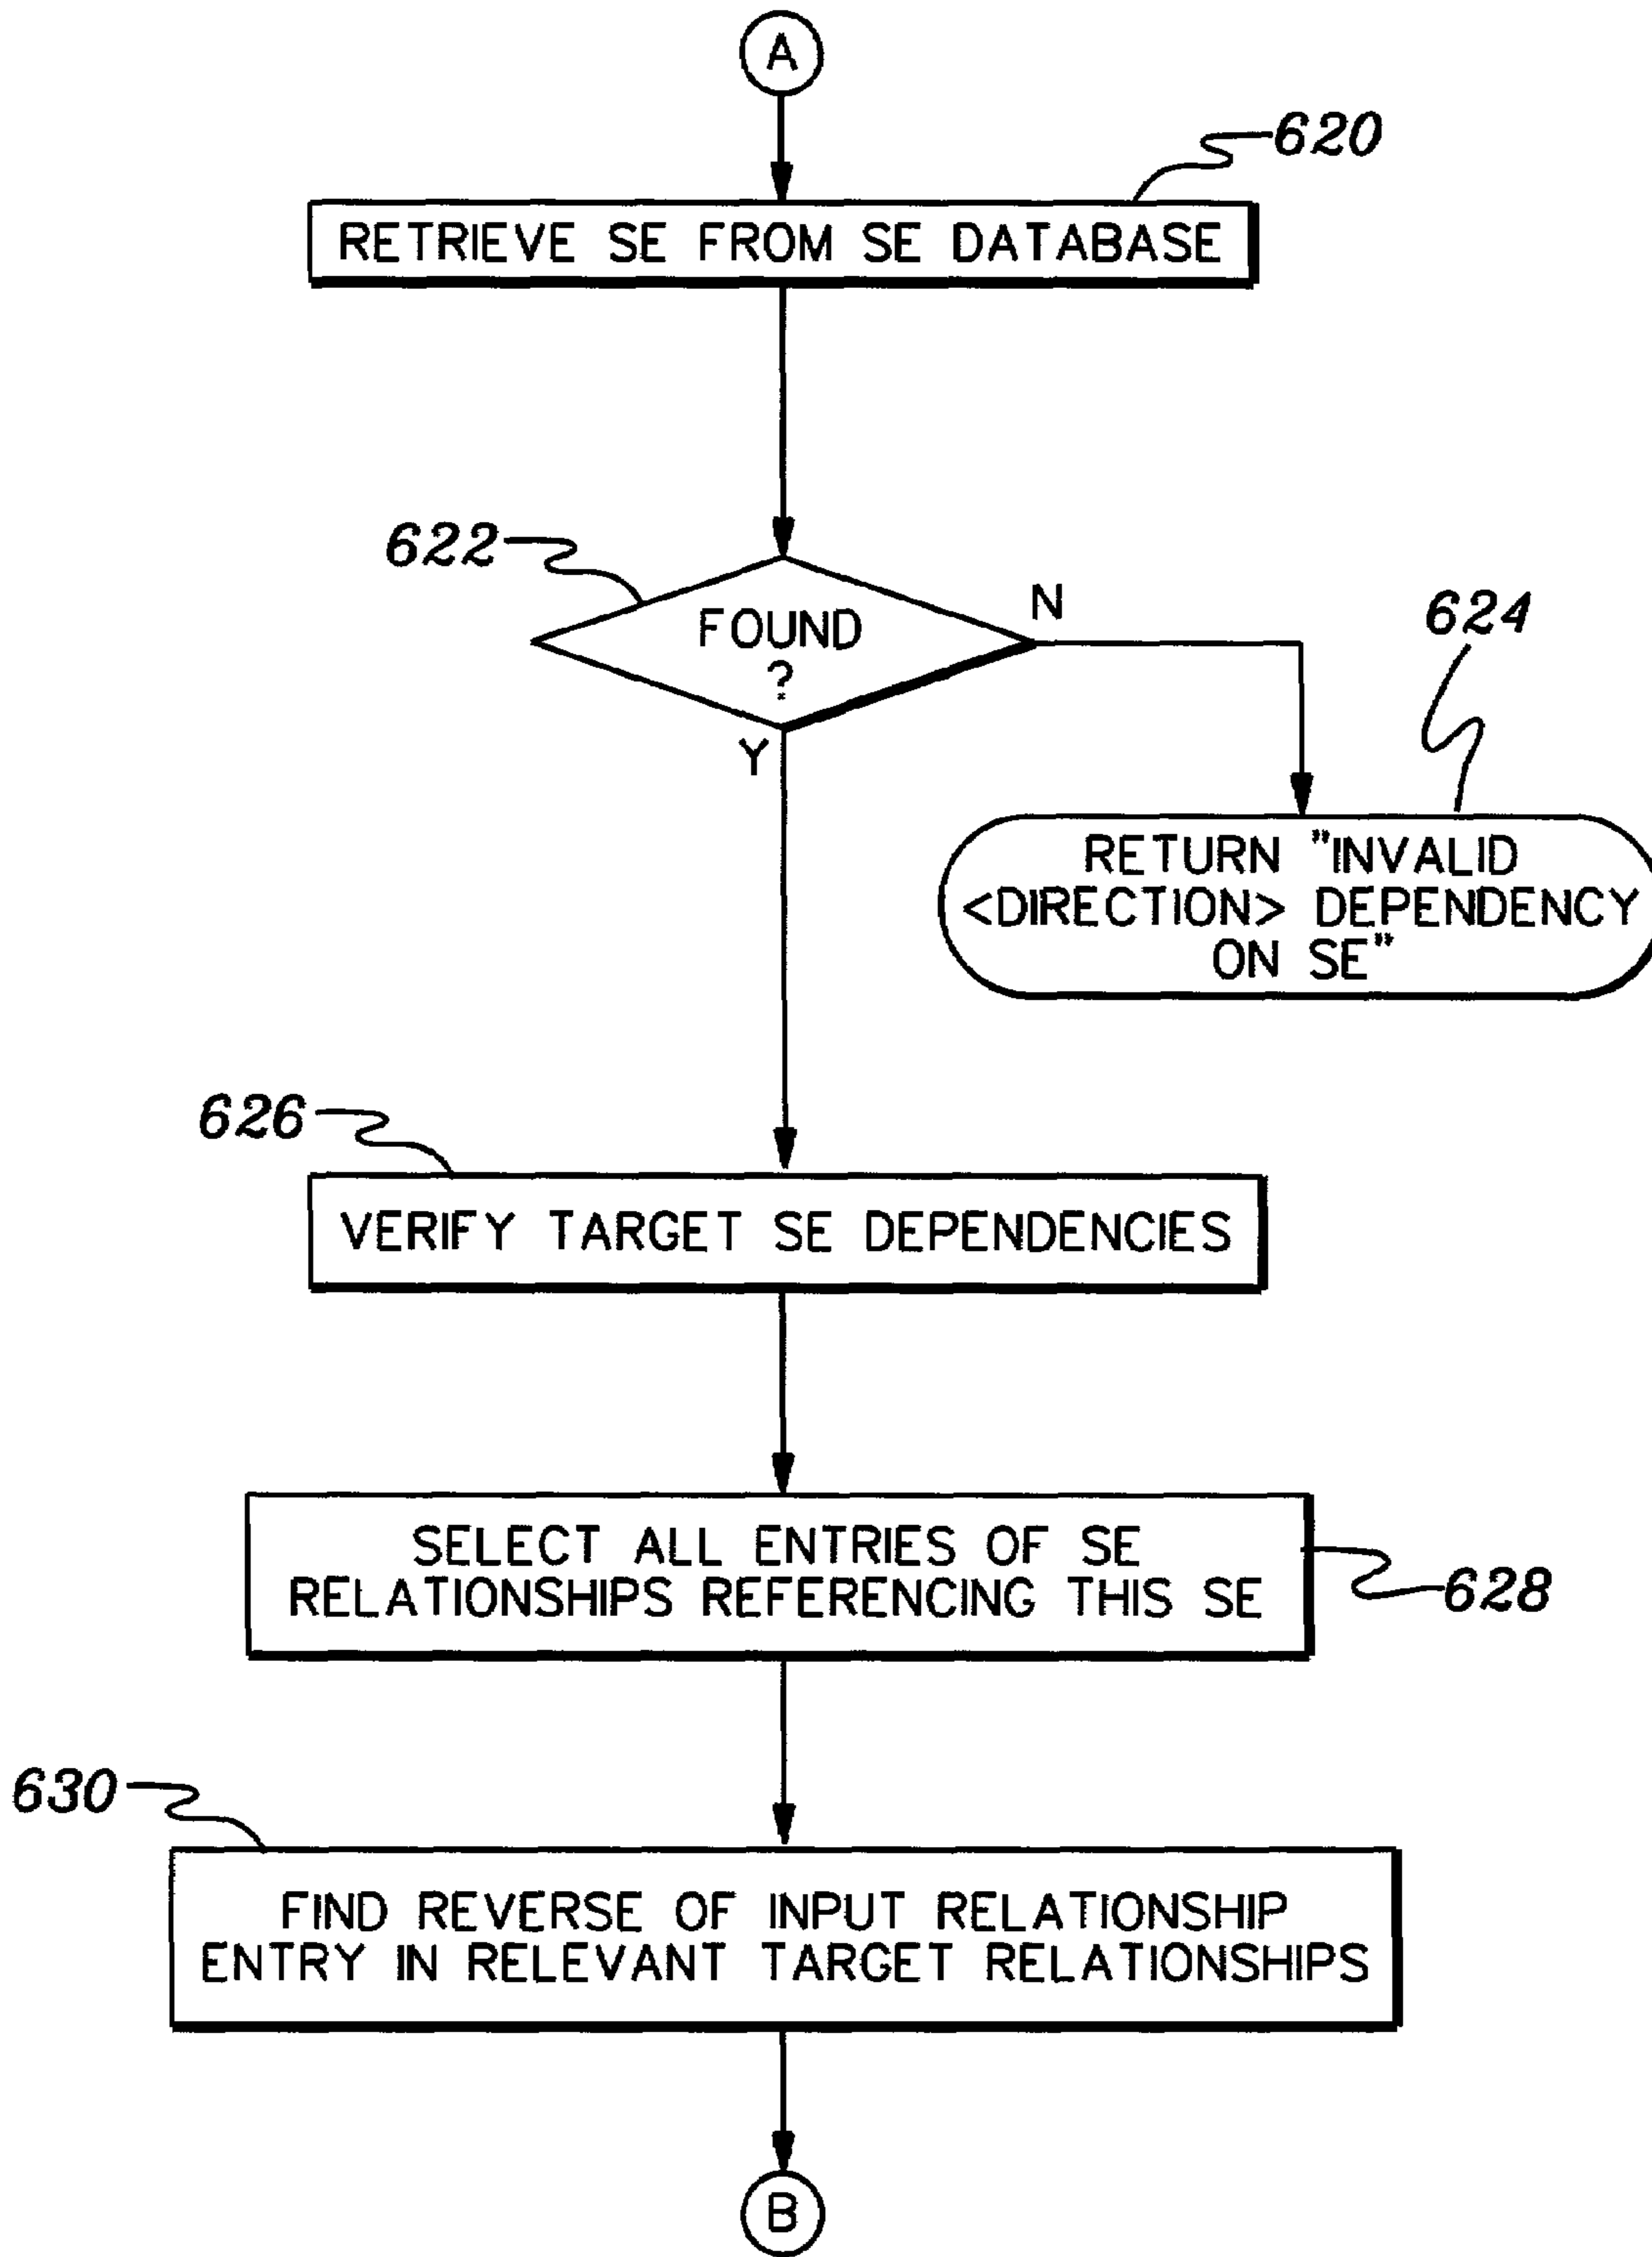 A
620
RETRIEVE SE FROM SE DATABASE
622
FOUND
?
N
Y
624
RETURN "INVALID
<DIRECTION> DEPENDENCY
ON SE"
626
VERIFY TARGET SE DEPENDENCIES
SELECT ALL ENTRIES OF SE
RELATIONSHIPS REFERENCING THIS SE
628
630
FIND REVERSE OF INPUT RELATIONSHIP
ENTRY IN RELEVANT TARGET RELATIONSHIPS
B